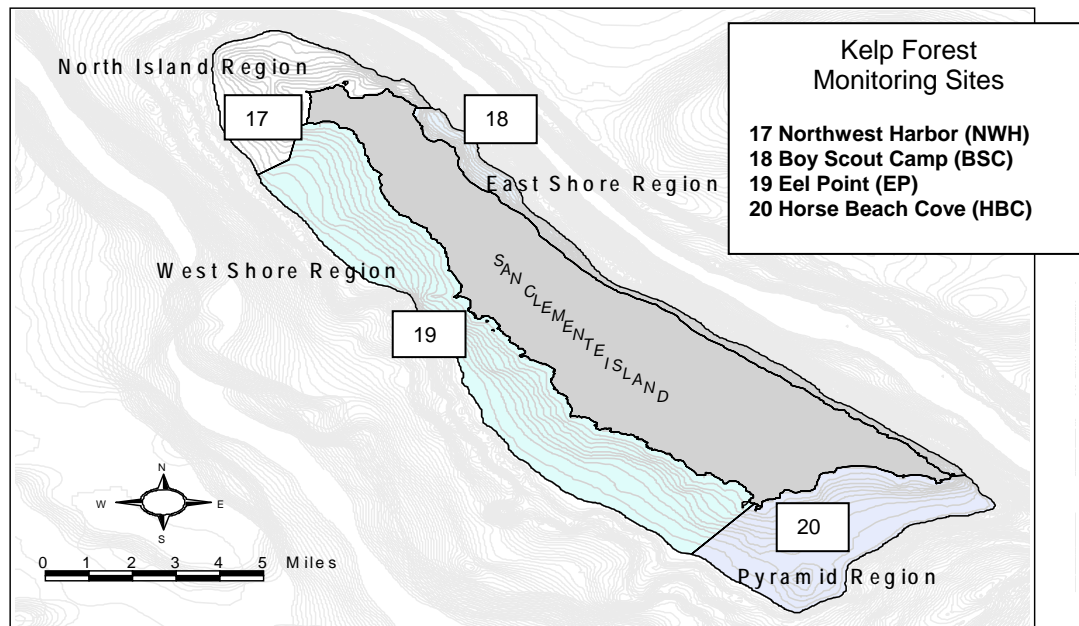 Kelp Forest
Monitoring Sites
17 Northwest Harbor (NWH)
18 Boy Scout Camp (BSC)
19 Eel Point (EP)
20 Horse Beach Cove (HBC)
North Island Region
17
18
East Shore Region
West Shore Region
SAN CLEMENTE ISLAND
19
20
Pyramid Region
N
W E
S
0 1 2 3 4 5 Miles